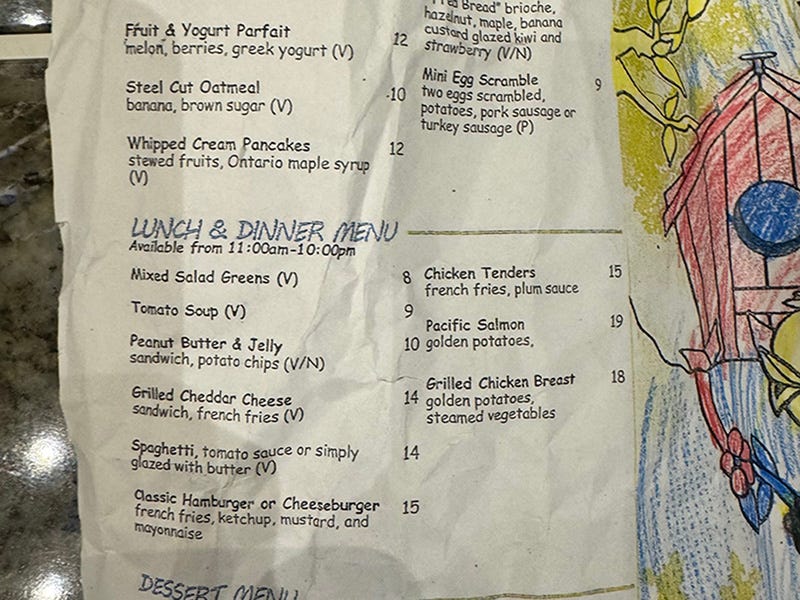 Fruit & Yogurt Parfait 12
melon, berries, greek yogurt (V)
Steel Cut Oatmeal 10
banana, brown sugar (V)
Whipped Cream Pancakes 12
stewed fruits, Ontario maple syrup
(V)
Bread" brioche,
hazelnut, maple, banana
custard glazed kiwi and
strawberry (V/N)
Mini Egg Scramble 9
two eggs scrambled,
potatoes, pork sausage or
turkey sausage (P)
LUNCH & DINNER MENU
Available from 11:00am-10:00pm
Mixed Salad Greens (V) 8
Tomato Soup (V) 9
Peanut Butter & Jelly 10
sandwich, potato chips (V/N)
Grilled Cheddar Cheese 14
sandwich, french fries (V)
Spaghetti, tomato sauce or simply 14
glazed with butter (V)
Classic Hamburger or Cheeseburger 15
french fries, ketchup, mustard, and
mayonnaise
Chicken Tenders 15
french fries, plum sauce
Pacific Salmon 19
golden potatoes,
Grilled Chicken Breast 18
golden potatoes,
steamed vegetables
DESSERT MENU